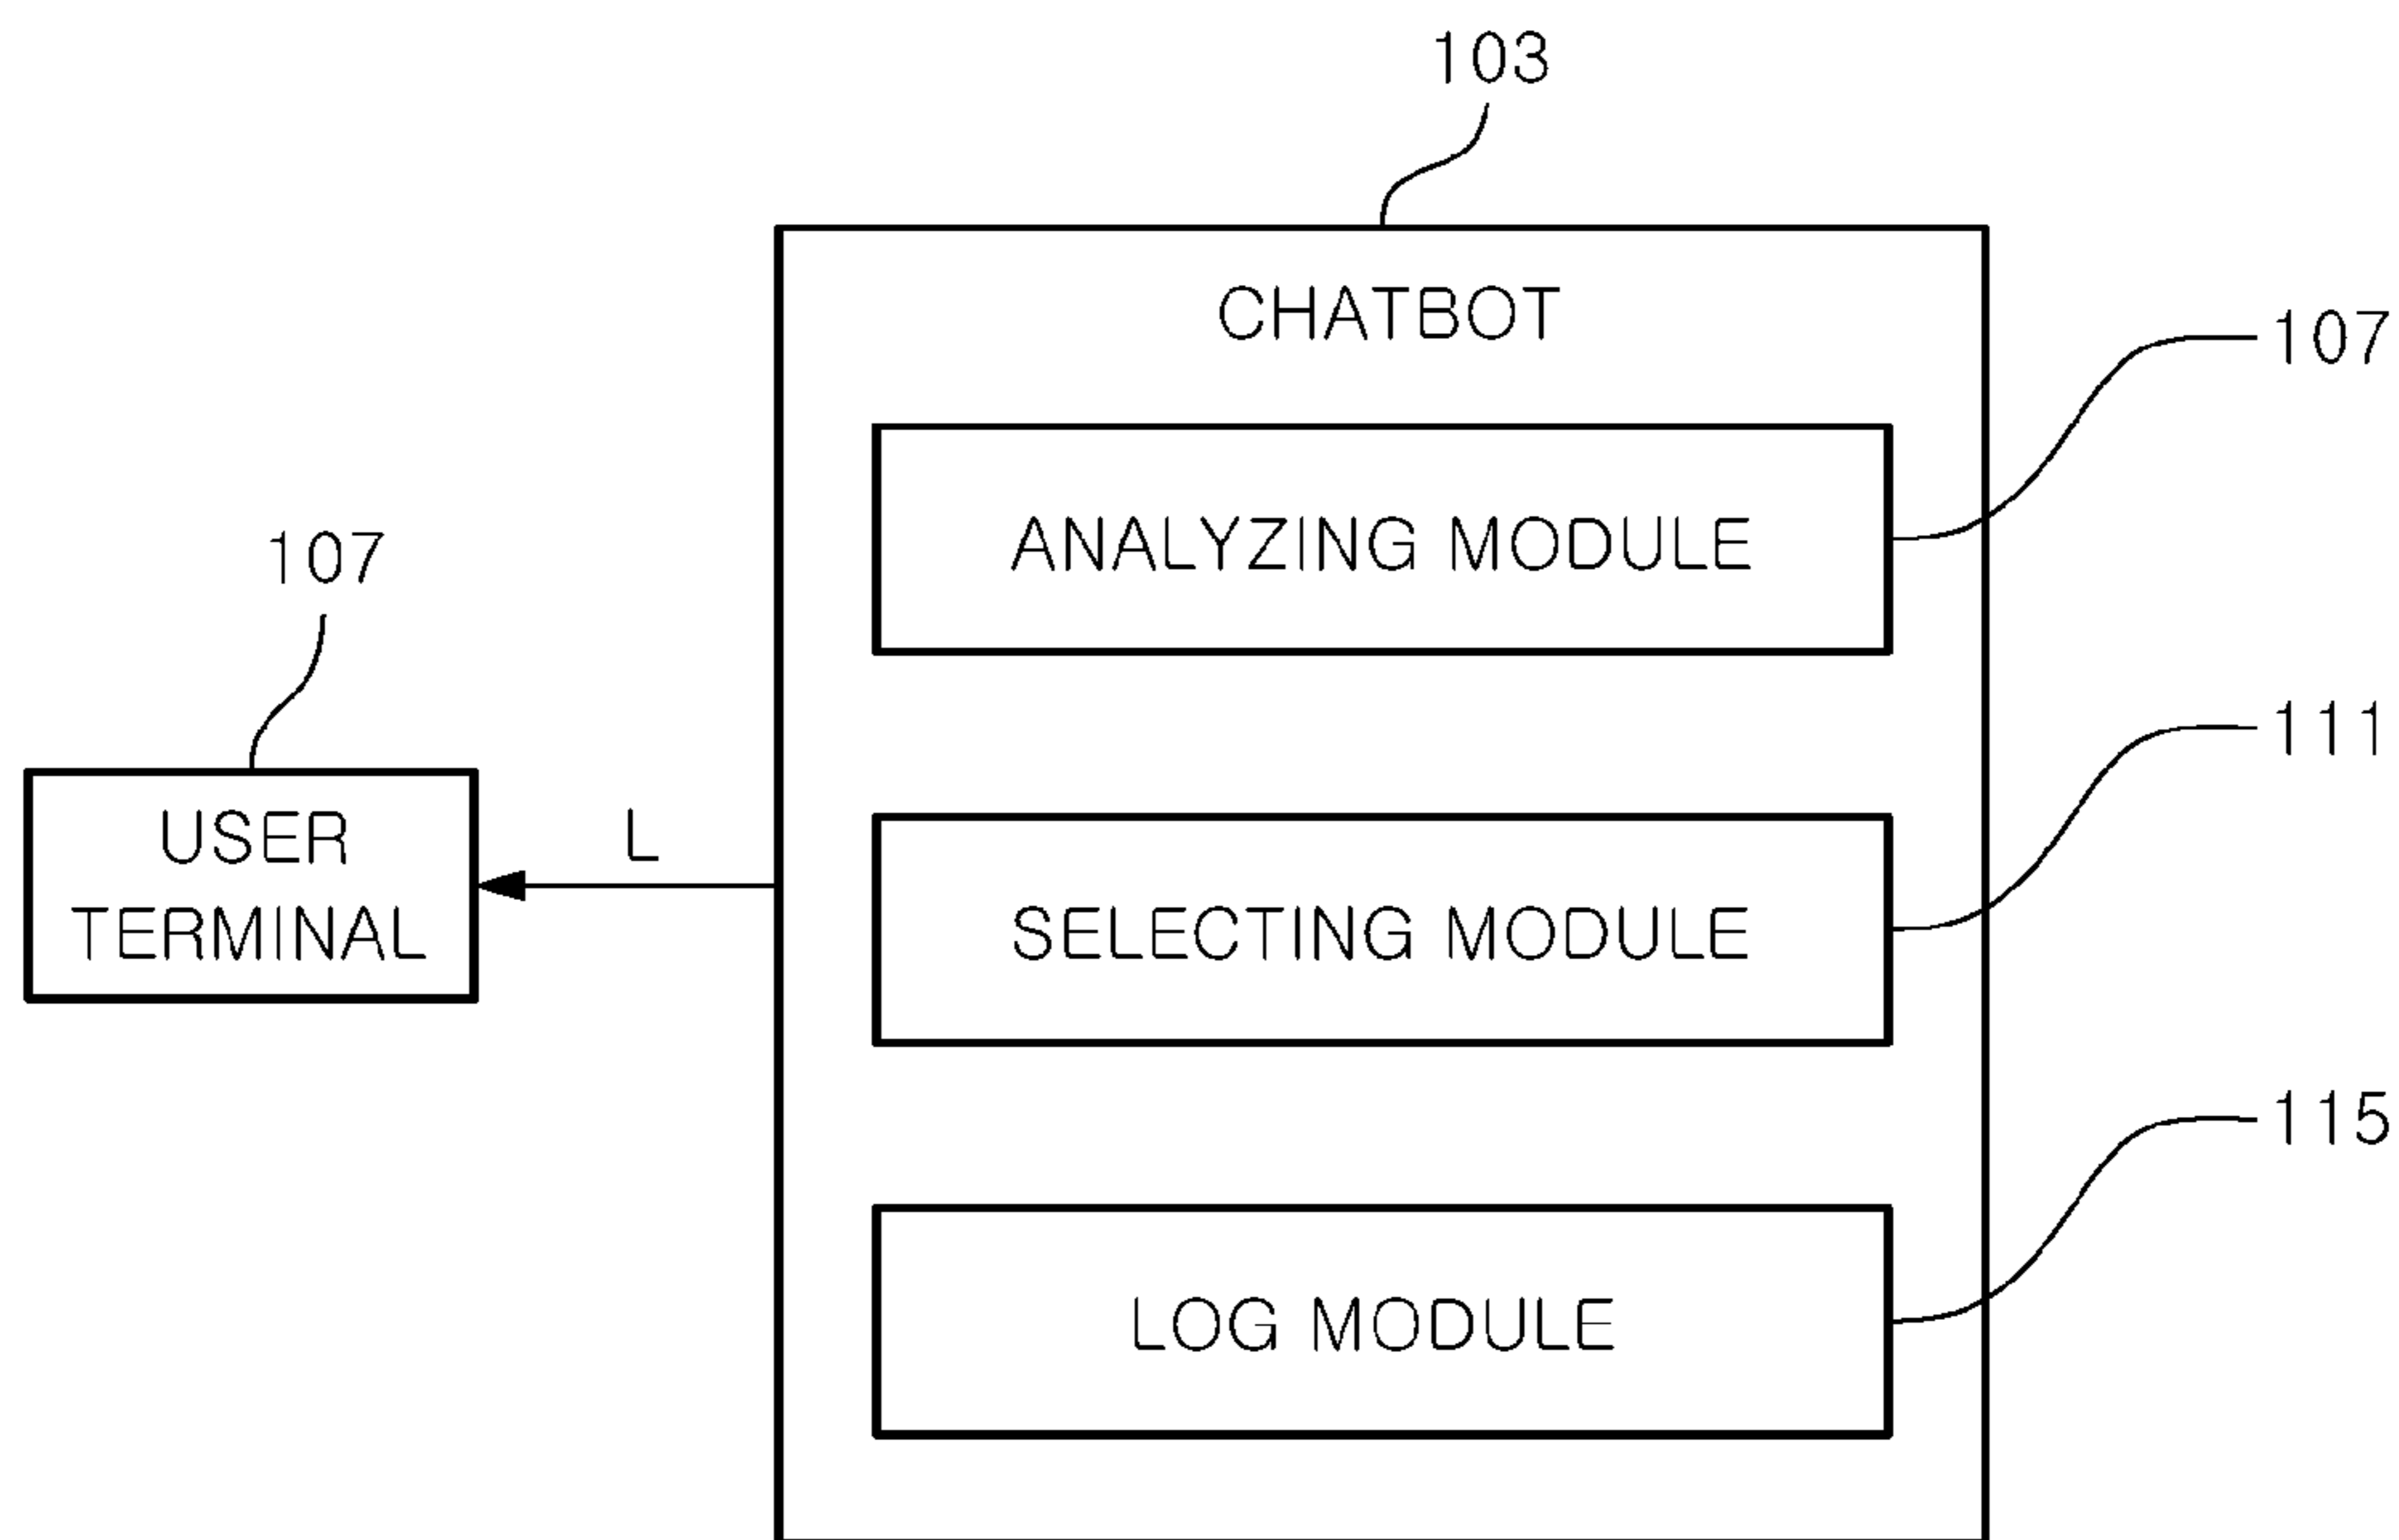 103
CHATBOT
107
ANALYZING MODULE
107
USER
TERMINAL
L
111
SELECTING MODULE
115
LOG MODULE